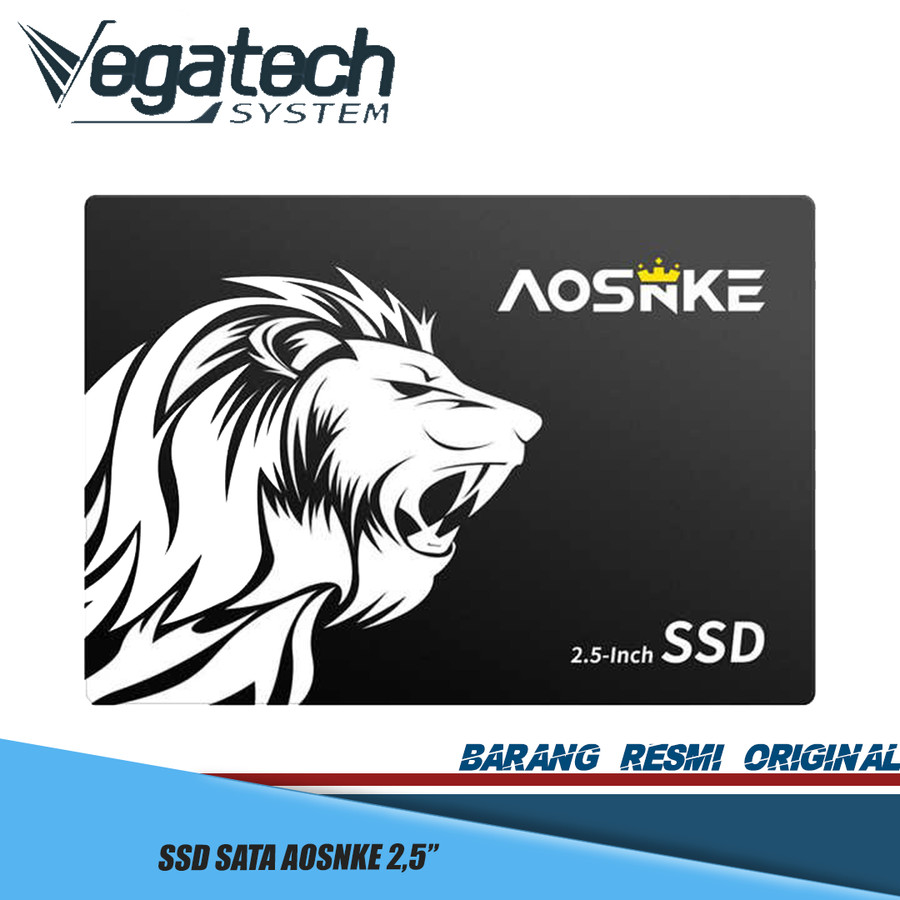 Vegatech
SYSTEM
AOSNKE
2.5-Inch SSD
BARANG RESMI ORIGINAL
SSD SATA AOSNKE 2,5”